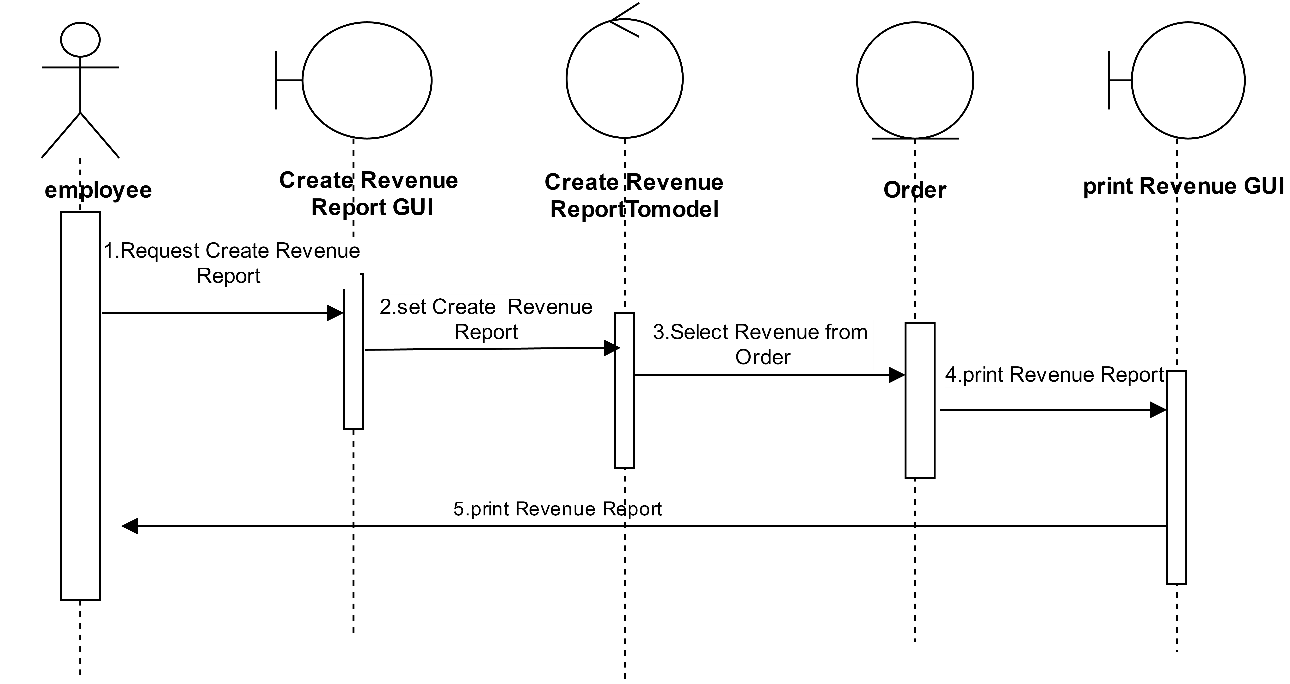 employee
Create Revenue
Report GUI
Create Revenue
ReportTomodel
Order
print Revenue GUI
1.Request Create Revenue
Report
2.set Create  Revenue
Report
3.Select Revenue from
Order
4.print Revenue Report
5.print Revenue Report